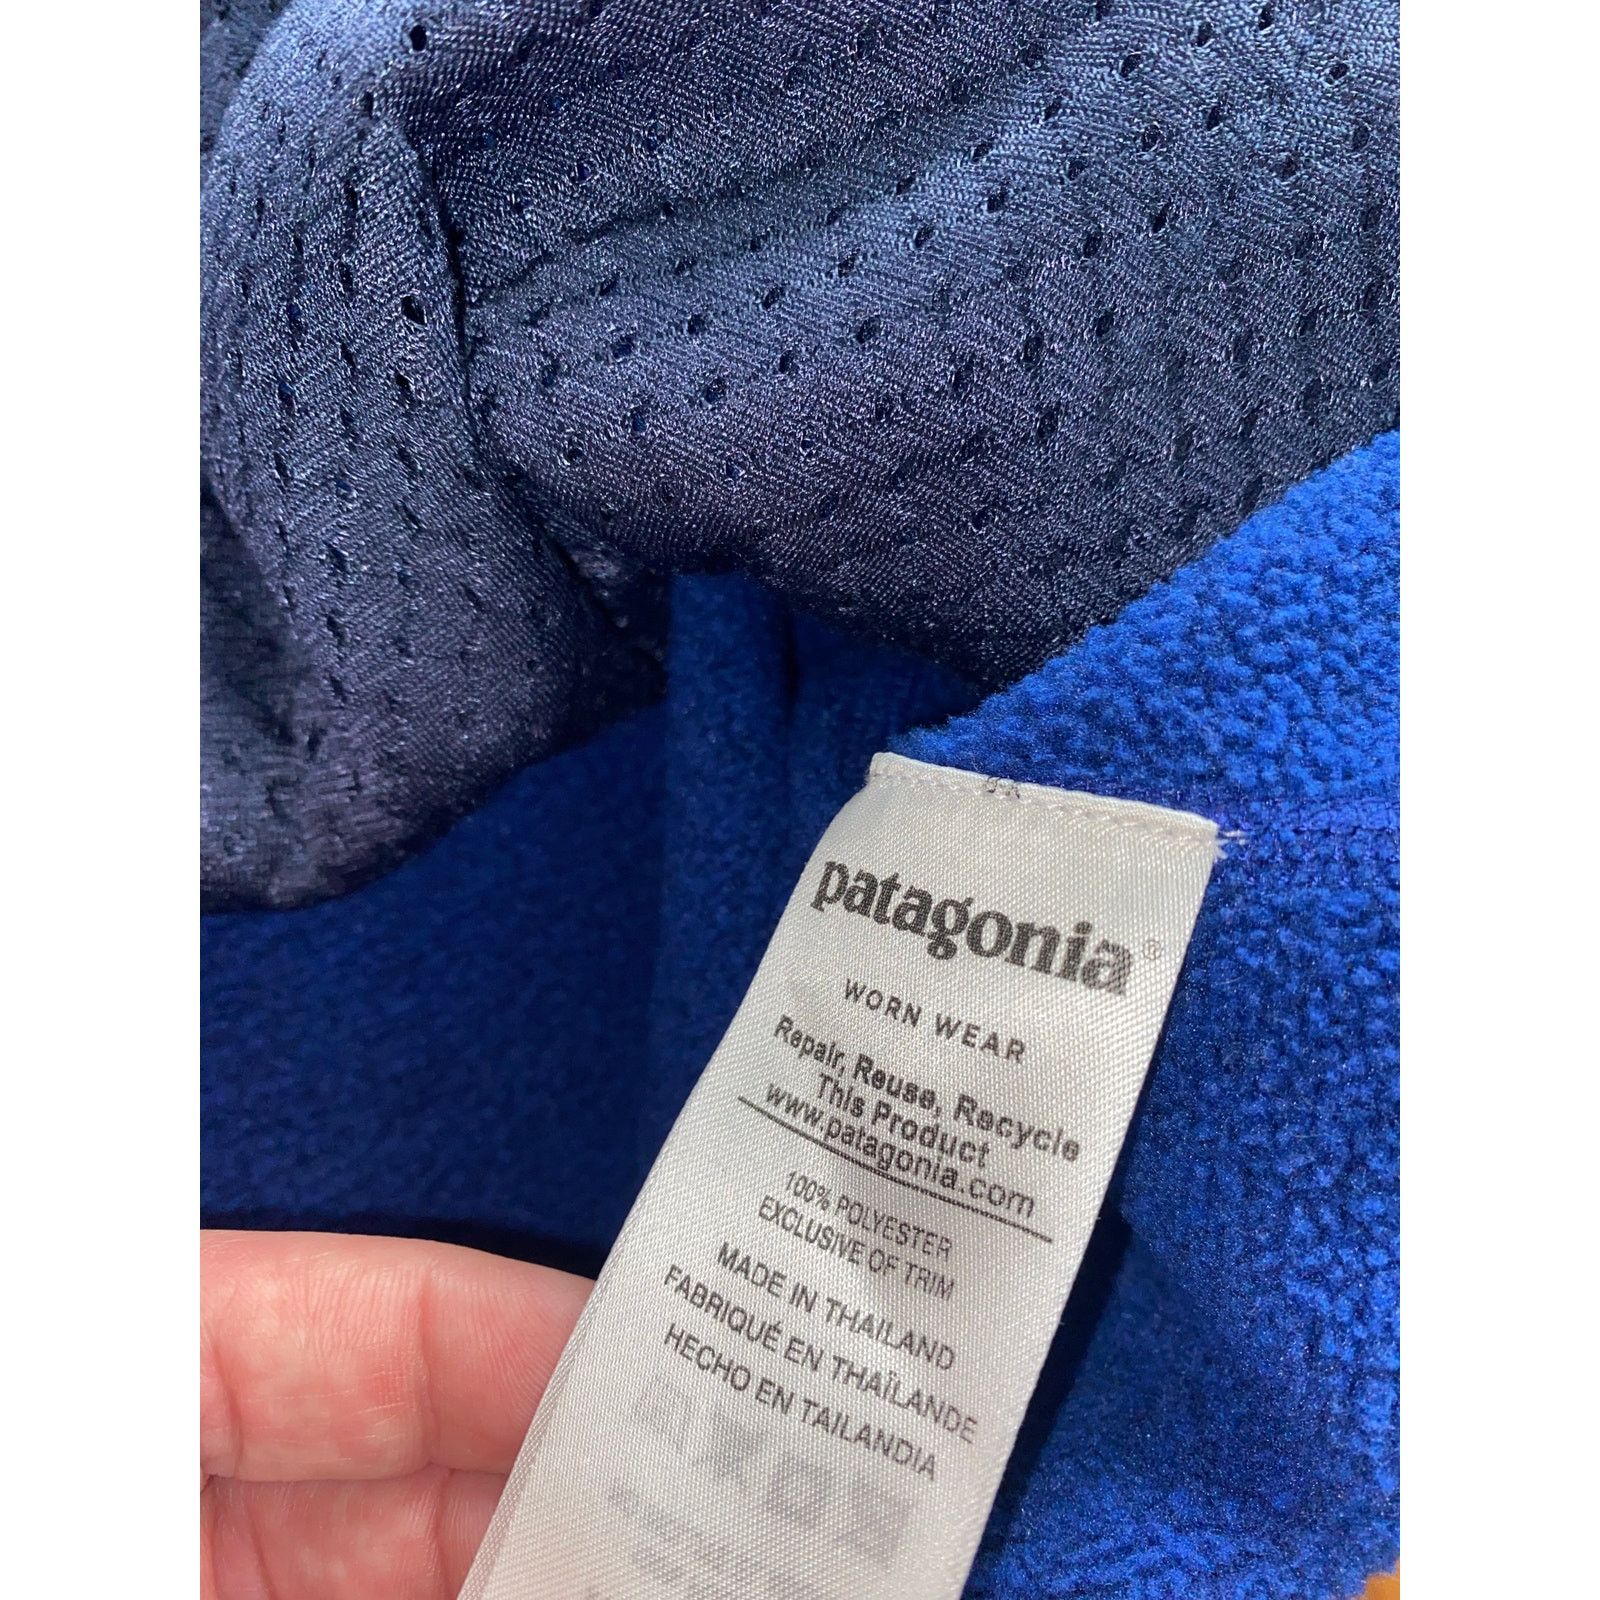 patagonia®
WORN WEAR
Repair, Reuse, Recycle
This Product
www.patagonia.com
100% POLYESTER
EXCLUSIVE OF TRIM
MADE IN THAILAND
FABRIQUÉ EN THAÏLANDE
HECHO EN TAILANDIA